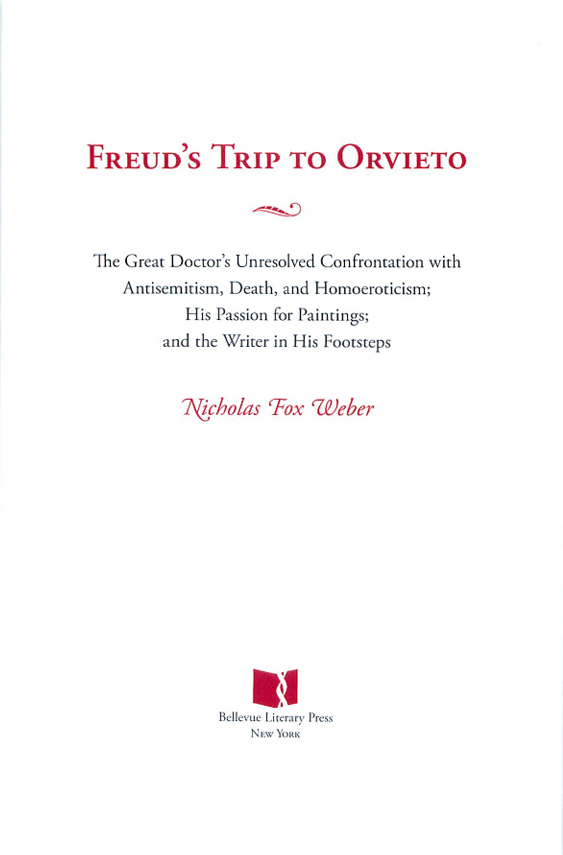 Freud's Trip to Orvieto
The Great Doctor's Unresolved Confrontation with
Antisemitism, Death, and Homoeroticism;
His Passion for Paintings;
and the Writer in His Footsteps
Nicholas Fox Weber
Bellevue Literary Press
New York